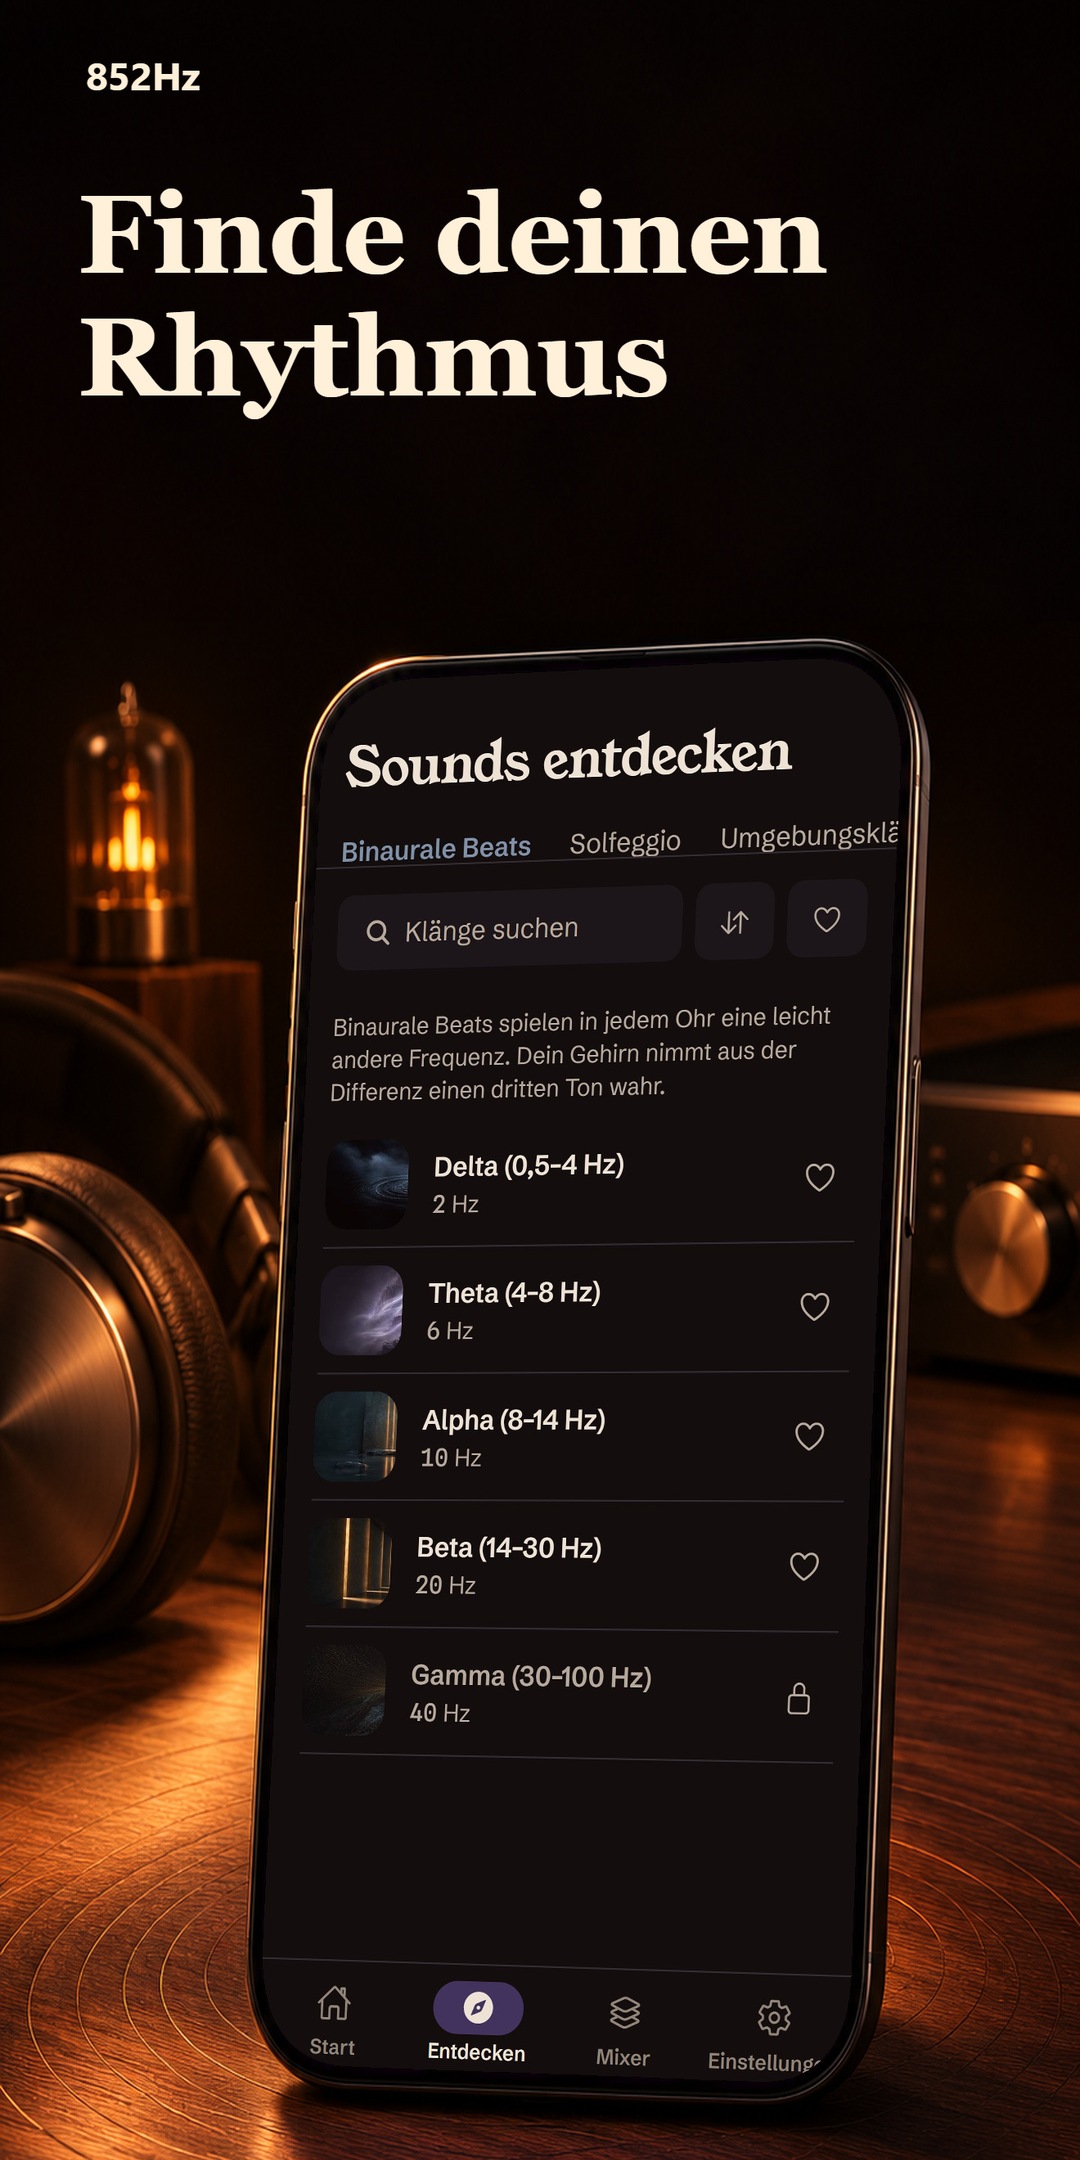 852Hz
Finde deinen
Rhythmus
Sounds entdecken
Binaurale Beats Solfeggio Umgebungsklä
Klänge suchen
Binaurale Beats spielen in jedem Ohr eine leicht
andere Frequenz. Dein Gehirn nimmt aus der
Differenz einen dritten Ton wahr.
Delta (0,5–4 Hz)
2 Hz
Theta (4–8 Hz)
6 Hz
Alpha (8–14 Hz)
10 Hz
Beta (14–30 Hz)
20 Hz
Gamma (30–100 Hz)
40 Hz
Start Entdecken Mixer Einstellung